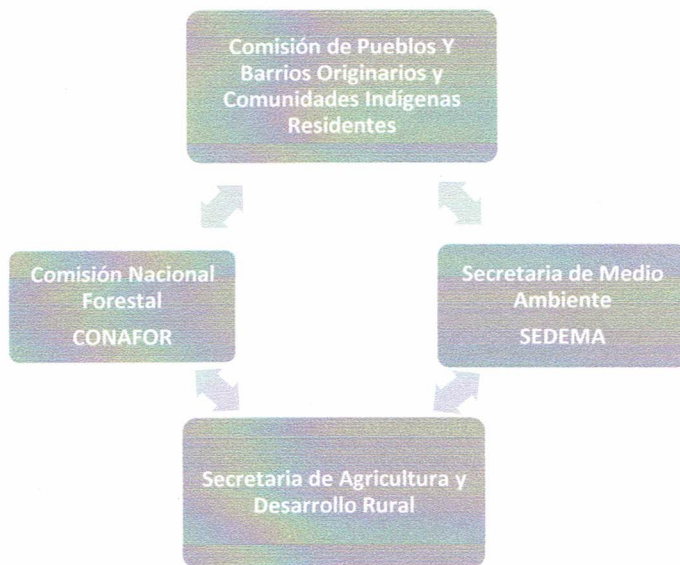 Comisión de Pueblos Y
Barrios Originarios y
Comunidades Indígenas
Residentes
Comisión Nacional
Forestal
CONAFOR
Secretaria de Medio
Ambiente
SEDEMA
Secretaria de Agricultura y
Desarrollo Rural